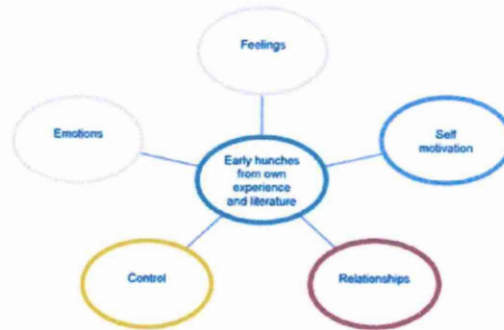 Feelings
Emotions
Self
motivation
Early hunches
from own
experience
and literature
Control
Relationships